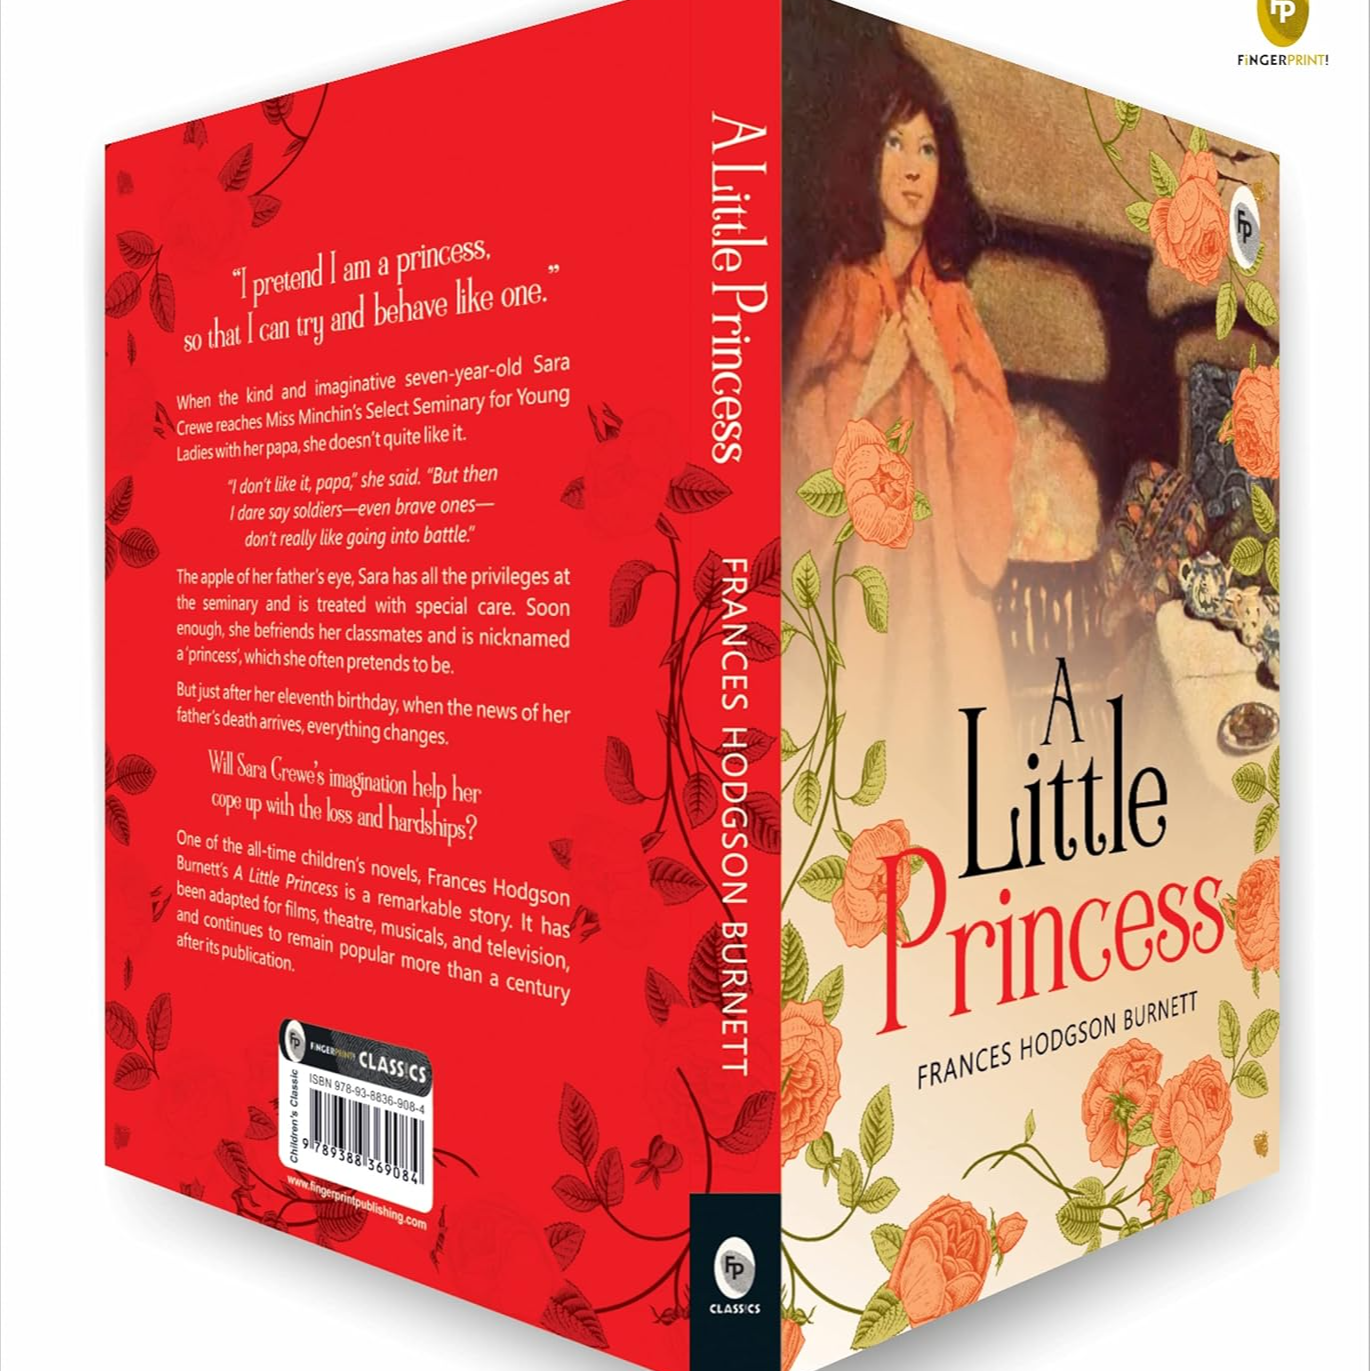 FP
FiNGERPRINT!
“I pretend I am a princess,
so that I can try and behave like one.”
When the kind and imaginative seven-year-old Sara
Crewe reaches Miss Minchin’s Select Seminary for Young
Ladies with her papa, she doesn’t quite like it.
“I don’t like it, papa,” she said. “But then
I dare say soldiers—even brave ones—
don’t really like going into battle.”
The apple of her father’s eye, Sara has all the privileges at
the seminary and is treated with special care. Soon
enough, she befriends her classmates and is nicknamed
a ‘princess’, which she often pretends to be.
But just after her eleventh birthday, when the news of her
father’s death arrives, everything changes.
Will Sara Crewe’s imagination help her
cope up with the loss and hardships?
One of the all-time children’s novels, Frances Hodgson
Burnett’s A Little Princess is a remarkable story. It has
been adapted for films, theatre, musicals, and television,
and continues to remain popular more than a century
after its publication.
FP
FiNGERPRINT! CLASS!CS
Children’s Classic
ISBN 978-93-8836-908-4
9 789388 369084
www.fingerprintpublishing.com
A Little Princess
FRANCES HODGSON BURNETT
FP
CLASS!CS
FP
A
Little
Princess
FRANCES HODGSON BURNETT